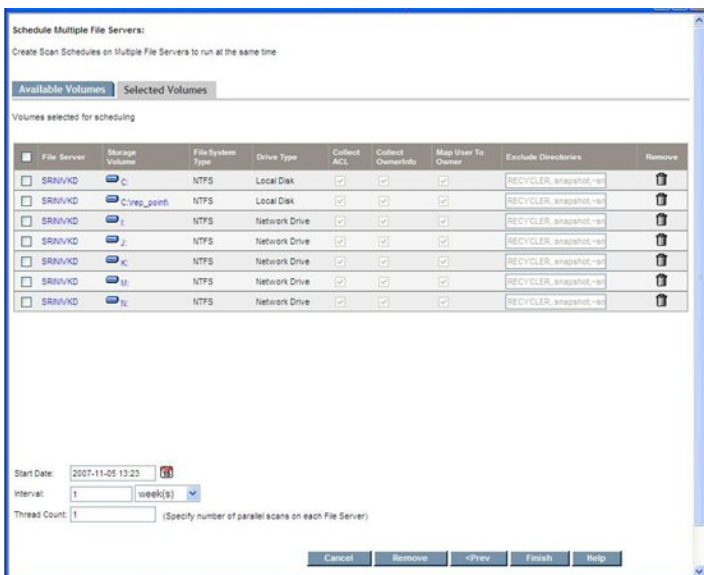 Schedule Multiple File Servers:
Create Scan Schedules on Multiple File Servers to run at the same time
Available Volumes Selected Volumes
Volumes selected for scheduling
File Server Storage Volume FileSystem Type Drive Type Collect ACL Collect OwnerInfo Map User To Owner Exclude Directories Remove
SRINIVKD C: NTFS Local Disk RECYCLER,.snapshot,~sn
SRINIVKD C:\rep_point\ NTFS Local Disk RECYCLER,.snapshot,~sn
SRINIVKD I: NTFS Network Drive RECYCLER,.snapshot,~sn
SRINIVKD J: NTFS Network Drive RECYCLER,.snapshot,~sn
SRINIVKD K: NTFS Network Drive RECYCLER,.snapshot,~sn
SRINIVKD M: NTFS Network Drive RECYCLER,.snapshot,~sn
SRINIVKD N: NTFS Network Drive RECYCLER,.snapshot,~sn
Start Date: 2007-11-05 13:23
Interval: 1 week(s)
Thread Count: 1 (Specify number of parallel scans on each File Server)
Cancel Remove <Prev Finish Help